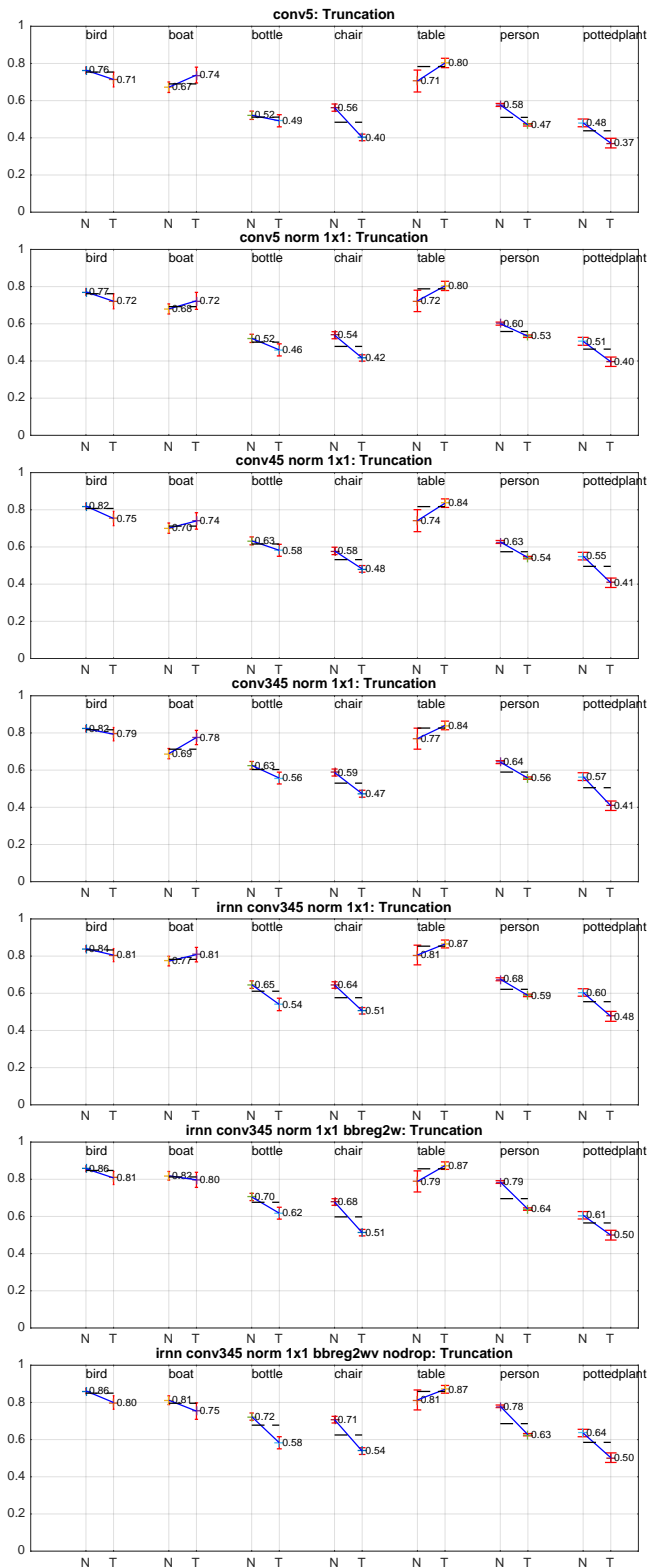 conv5: Truncation
1
bird boat bottle chair table person pottedplant
0.8
0.76 0.71 0.67 0.74 0.52 0.49 0.56 0.40 0.71 0.80 0.58 0.47 0.48 0.37
0.6
0.4
0.2
0
N T N T N T N T N T N T N T
conv5 norm 1x1: Truncation
1
bird boat bottle chair table person pottedplant
0.8
0.77 0.72 0.68 0.72 0.52 0.46 0.54 0.42 0.72 0.80 0.60 0.53 0.51 0.40
0.6
0.4
0.2
0
N T N T N T N T N T N T N T
conv45 norm 1x1: Truncation
1
bird boat bottle chair table person pottedplant
0.8
0.82 0.75 0.70 0.74 0.63 0.58 0.58 0.48 0.74 0.84 0.63 0.54 0.55 0.41
0.6
0.4
0.2
0
N T N T N T N T N T N T N T
conv345 norm 1x1: Truncation
1
bird boat bottle chair table person pottedplant
0.8
0.82 0.79 0.69 0.78 0.63 0.56 0.59 0.47 0.77 0.84 0.64 0.56 0.57 0.41
0.6
0.4
0.2
0
N T N T N T N T N T N T N T
irnn conv345 norm 1x1: Truncation
1
bird boat bottle chair table person pottedplant
0.8
0.84 0.81 0.77 0.81 0.65 0.54 0.64 0.51 0.81 0.87 0.68 0.59 0.60 0.48
0.6
0.4
0.2
0
N T N T N T N T N T N T N T
irnn conv345 norm 1x1 bbreg2w: Truncation
1
bird boat bottle chair table person pottedplant
0.8
0.86 0.81 0.82 0.80 0.70 0.62 0.68 0.51 0.79 0.87 0.79 0.64 0.61 0.50
0.6
0.4
0.2
0
N T N T N T N T N T N T N T
irnn conv345 norm 1x1 bbreg2wv nodrop: Truncation
1
bird boat bottle chair table person pottedplant
0.8
0.86 0.80 0.81 0.75 0.72 0.58 0.71 0.54 0.81 0.87 0.78 0.63 0.64 0.50
0.6
0.4
0.2
0
N T N T N T N T N T N T N T